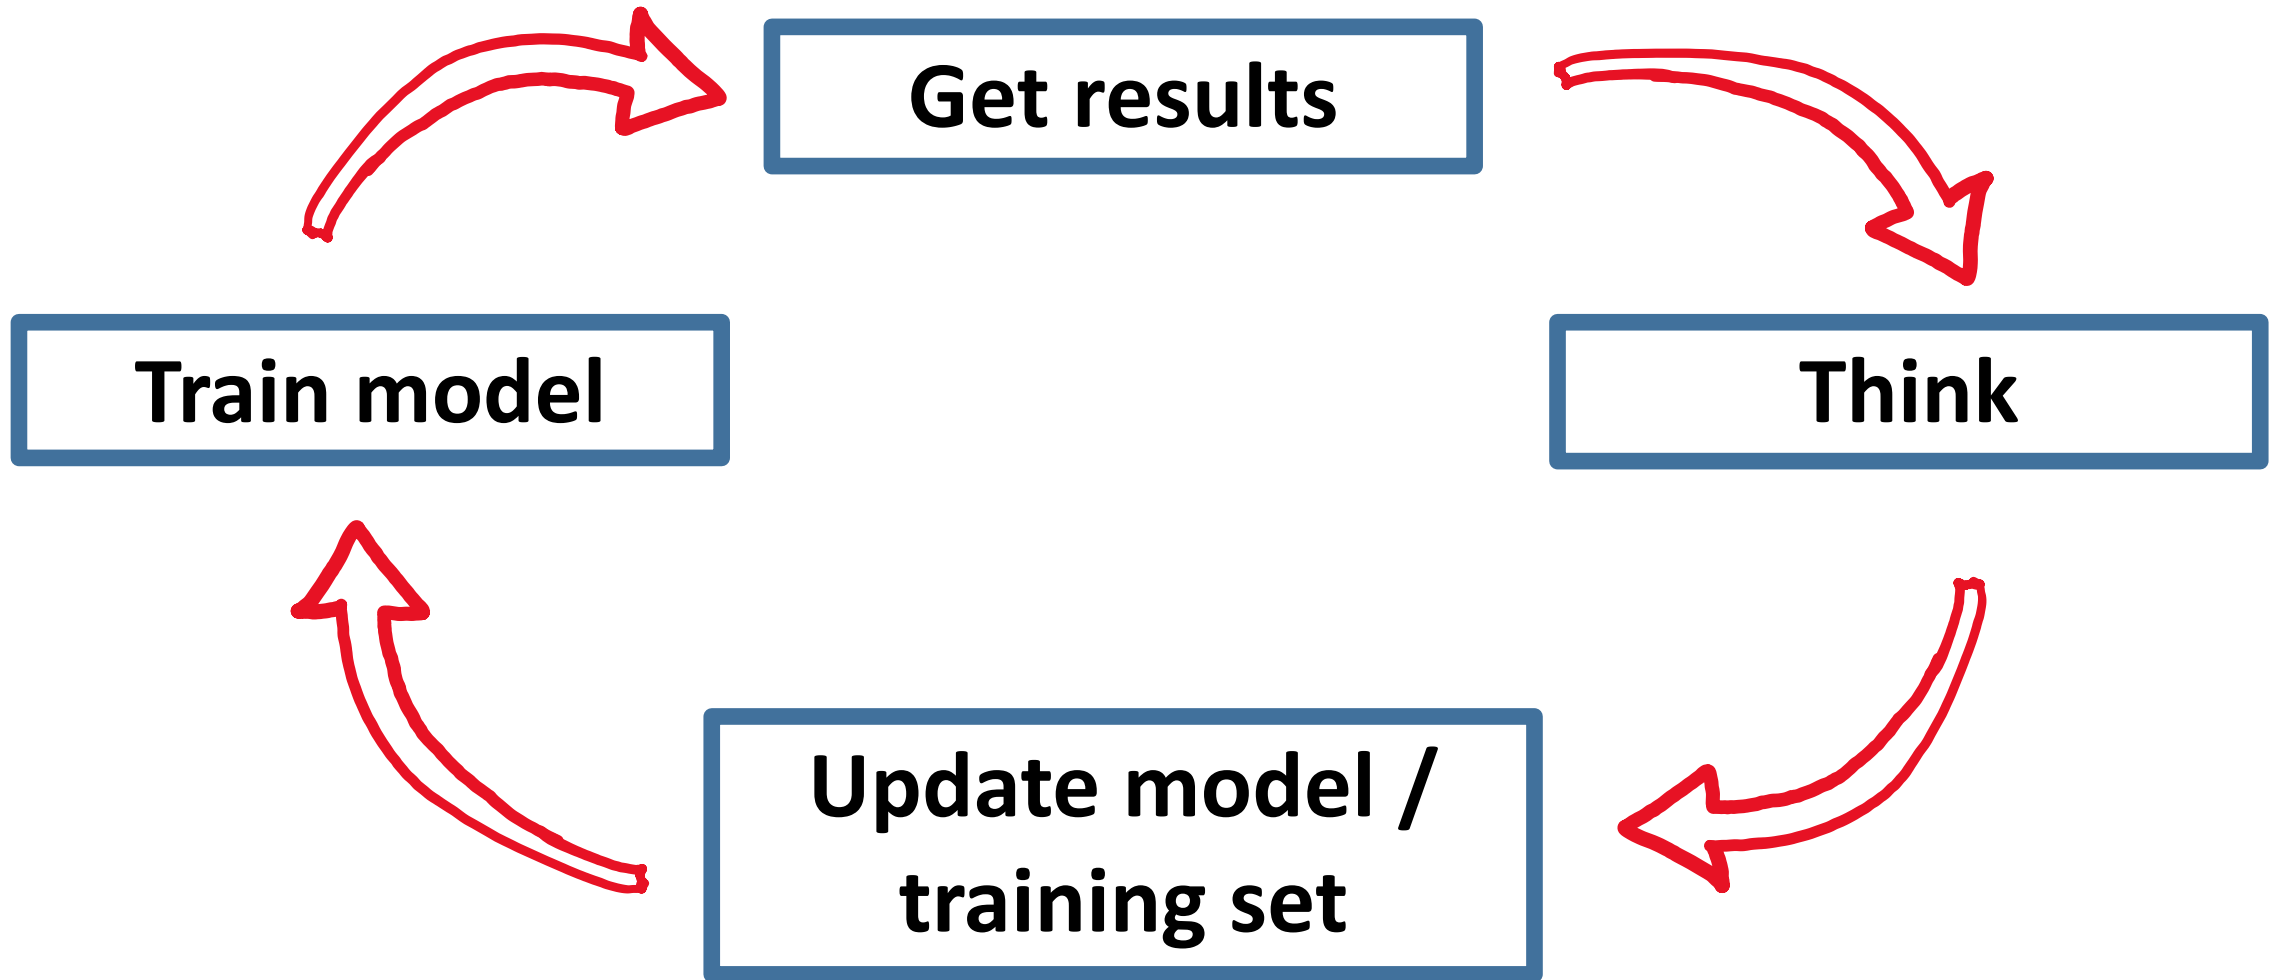 Get results
Train model
Think
Update model /
training set